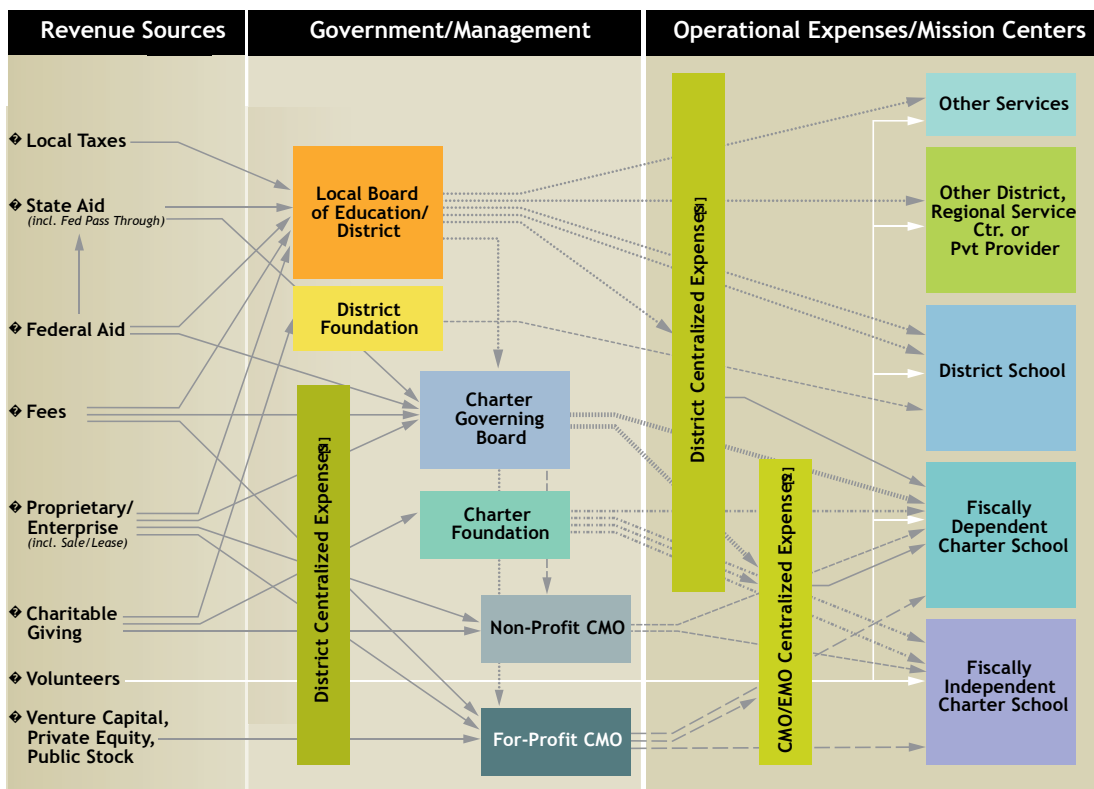 Revenue Sources
Government/Management
Operational Expenses/Mission Centers
� Local Taxes
� State Aid
(incl. Fed Pass Through)
� Federal Aid
� Fees
� Proprietary/
Enterprise
(incl. Sale/Lease)
� Charitable
Giving
� Volunteers
� Venture Capital,
Private Equity,
Public Stock
Local Board
of Education/
District
District
Foundation
District Centralized Expenses
Charter
Governing
Board
Charter
Foundation
Non-Profit CMO
For-Profit CMO
District Centralized Expenses
CMO/EMO Centralized Expenses
Other Services
Other District,
Regional Service
Ctr. or
Pvt Provider
District School
Fiscally
Dependent
Charter School
Fiscally
Independent
Charter School